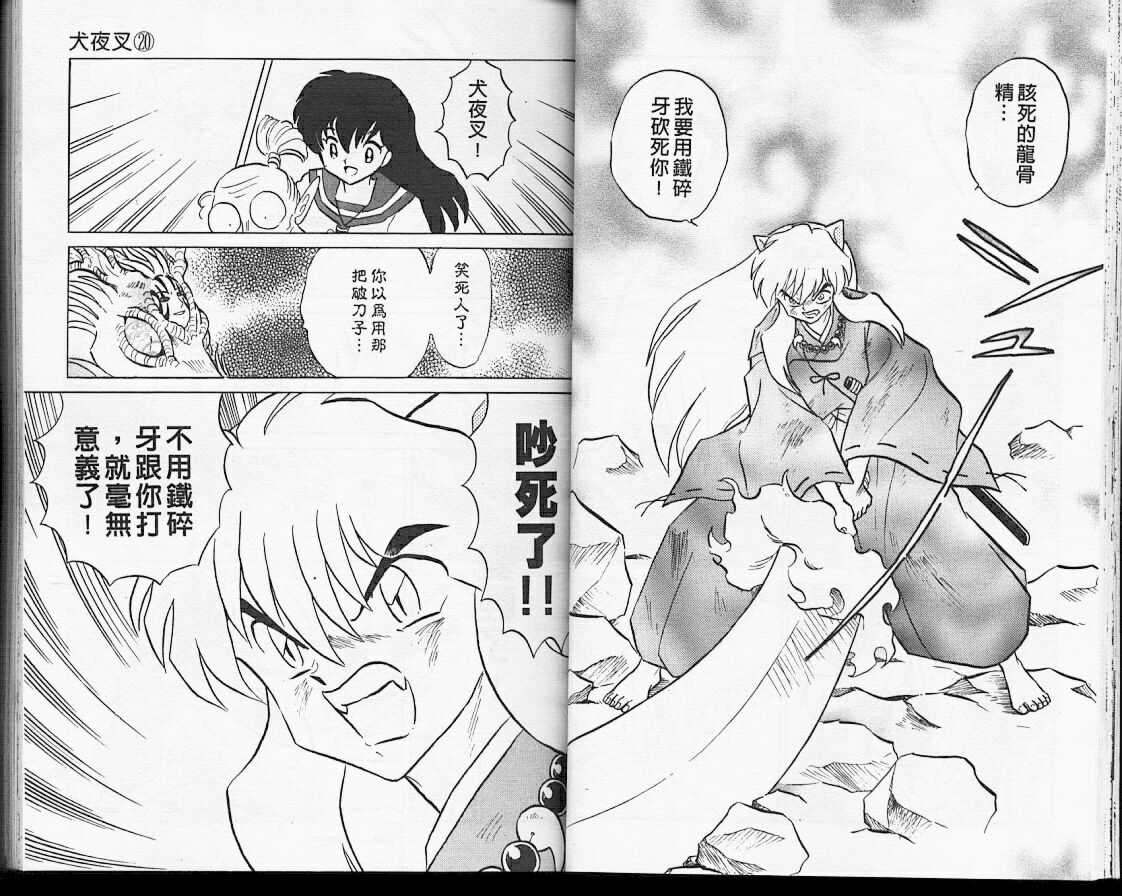 該死的龍骨
精…
我要用鐵碎
牙砍死你！
犬夜叉⑳
犬夜叉！
笑死人了…
你以為用那
把破刀子…
吵死了!!
不用鐵碎
牙跟你打
，就毫無
意義了！